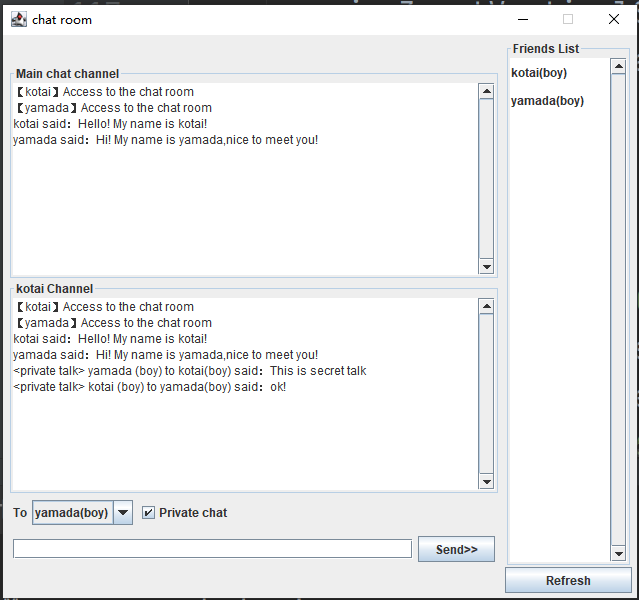 chat room
Main chat channel
【kotai】Access to the chat room
【yamada】Access to the chat room
kotai said：Hello! My name is kotai!
yamada said：Hi! My name is yamada,nice to meet you!
kotai Channel
【kotai】Access to the chat room
【yamada】Access to the chat room
kotai said：Hello! My name is kotai!
yamada said：Hi! My name is yamada,nice to meet you!
<private talk> yamada (boy) to kotai(boy) said：This is secret talk
<private talk> kotai (boy) to yamada(boy) said：ok!
To yamada(boy) Private chat
Send>>
Friends List
kotai(boy)
yamada(boy)
Refresh